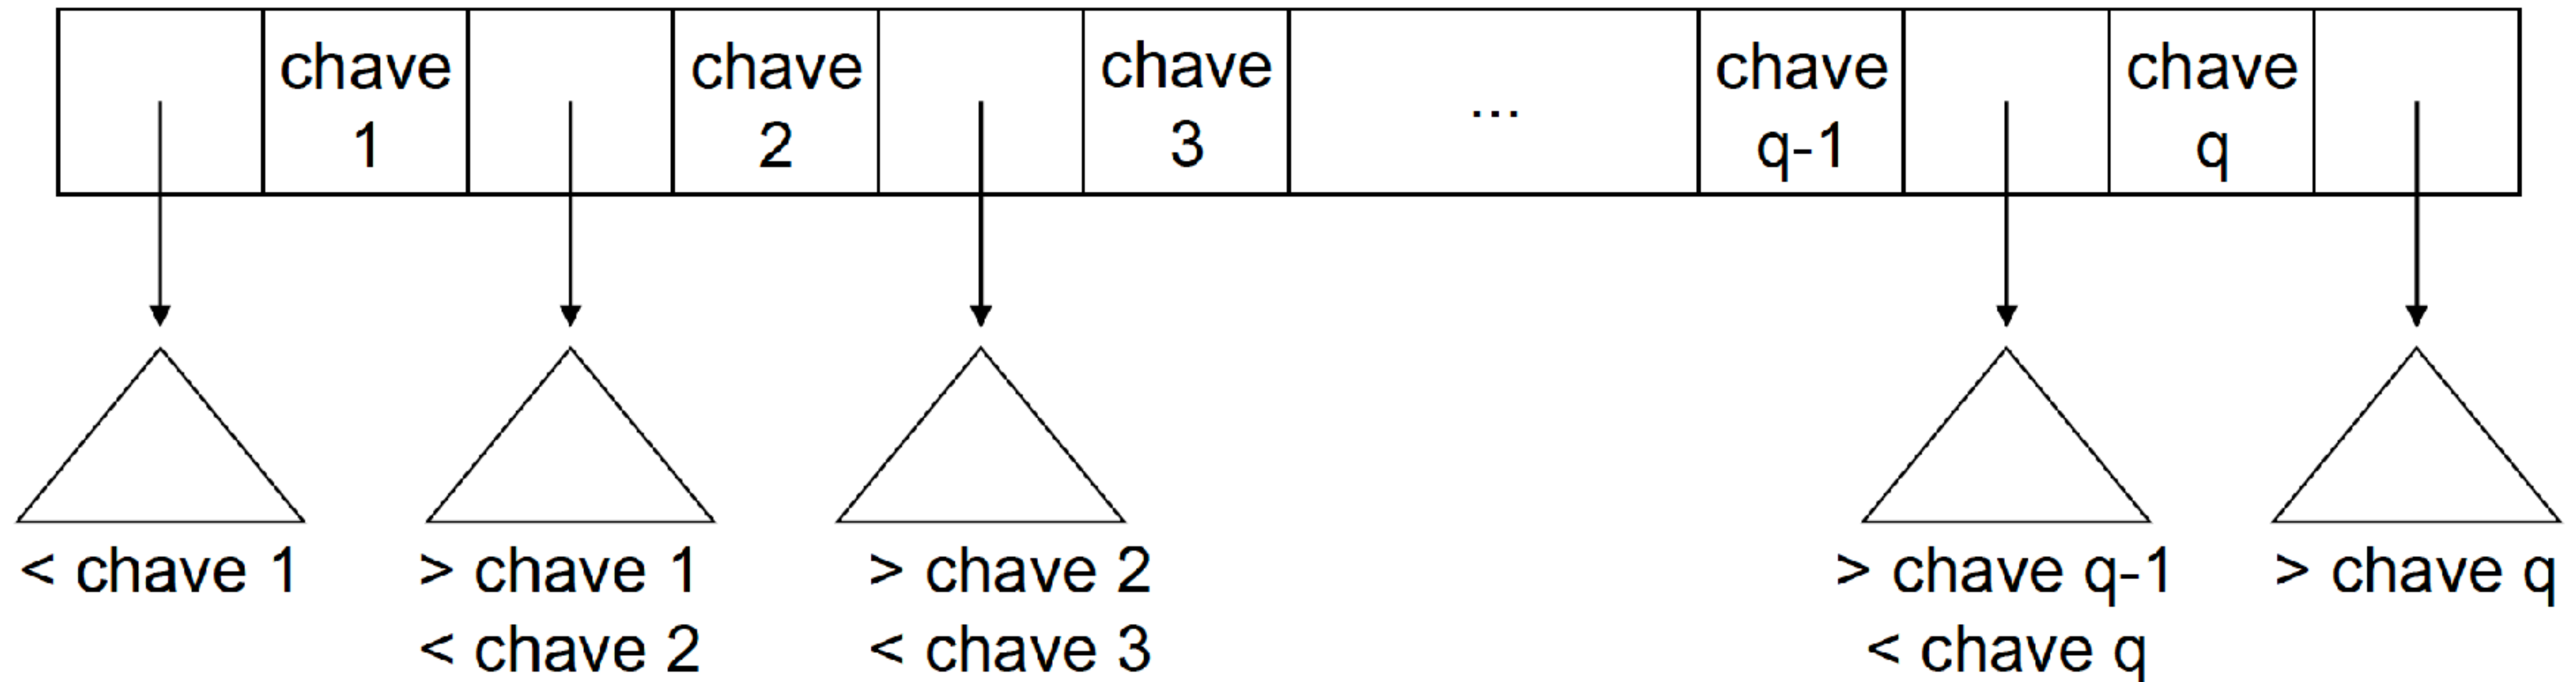 chave
1
chave
2
chave
3
...
chave
q-1
chave
q
< chave 1
> chave 1
< chave 2
> chave 2
< chave 3
> chave q-1
< chave q
> chave q